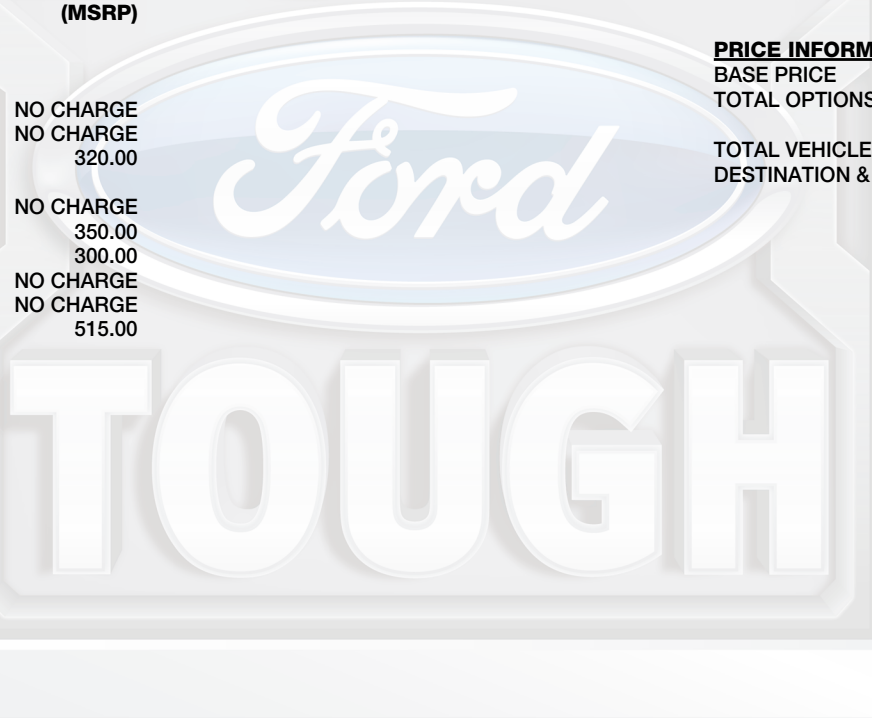 (MSRP)
NO CHARGE
NO CHARGE
320.00
NO CHARGE
350.00
300.00
NO CHARGE
NO CHARGE
515.00
PRICE INFORM
BASE PRICE
TOTAL OPTIONS
TOTAL VEHICLE
DESTINATION &
Ford
TOUGH